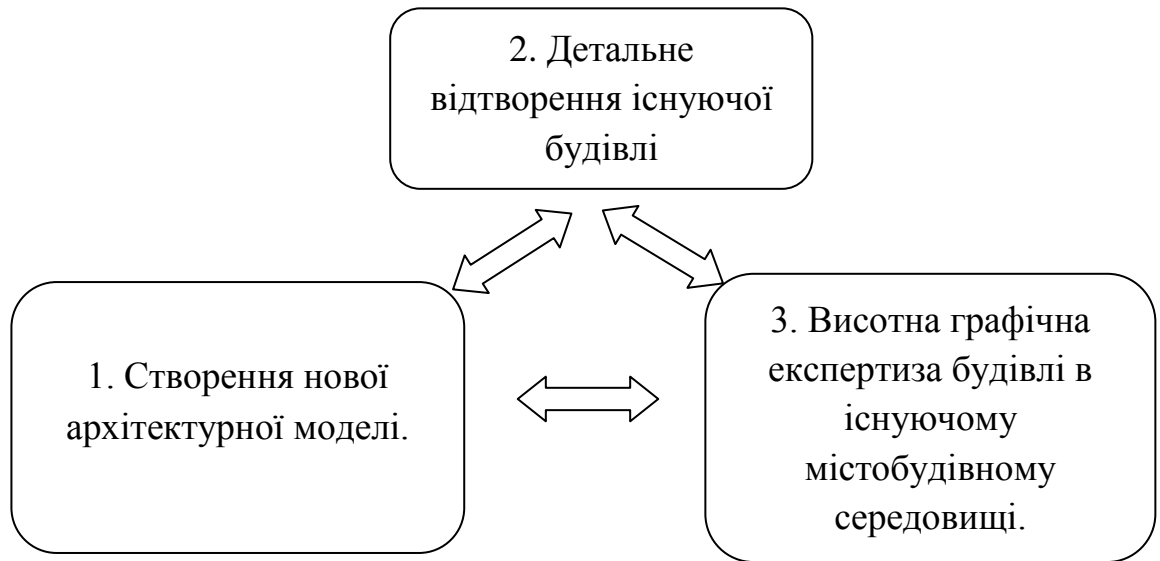 2. Детальне
відтворення існуючої
будівлі
1. Створення нової
архітектурної моделі.
3. Висотна графічна
експертиза будівлі в
існуючому
містобудівному
середовищі.